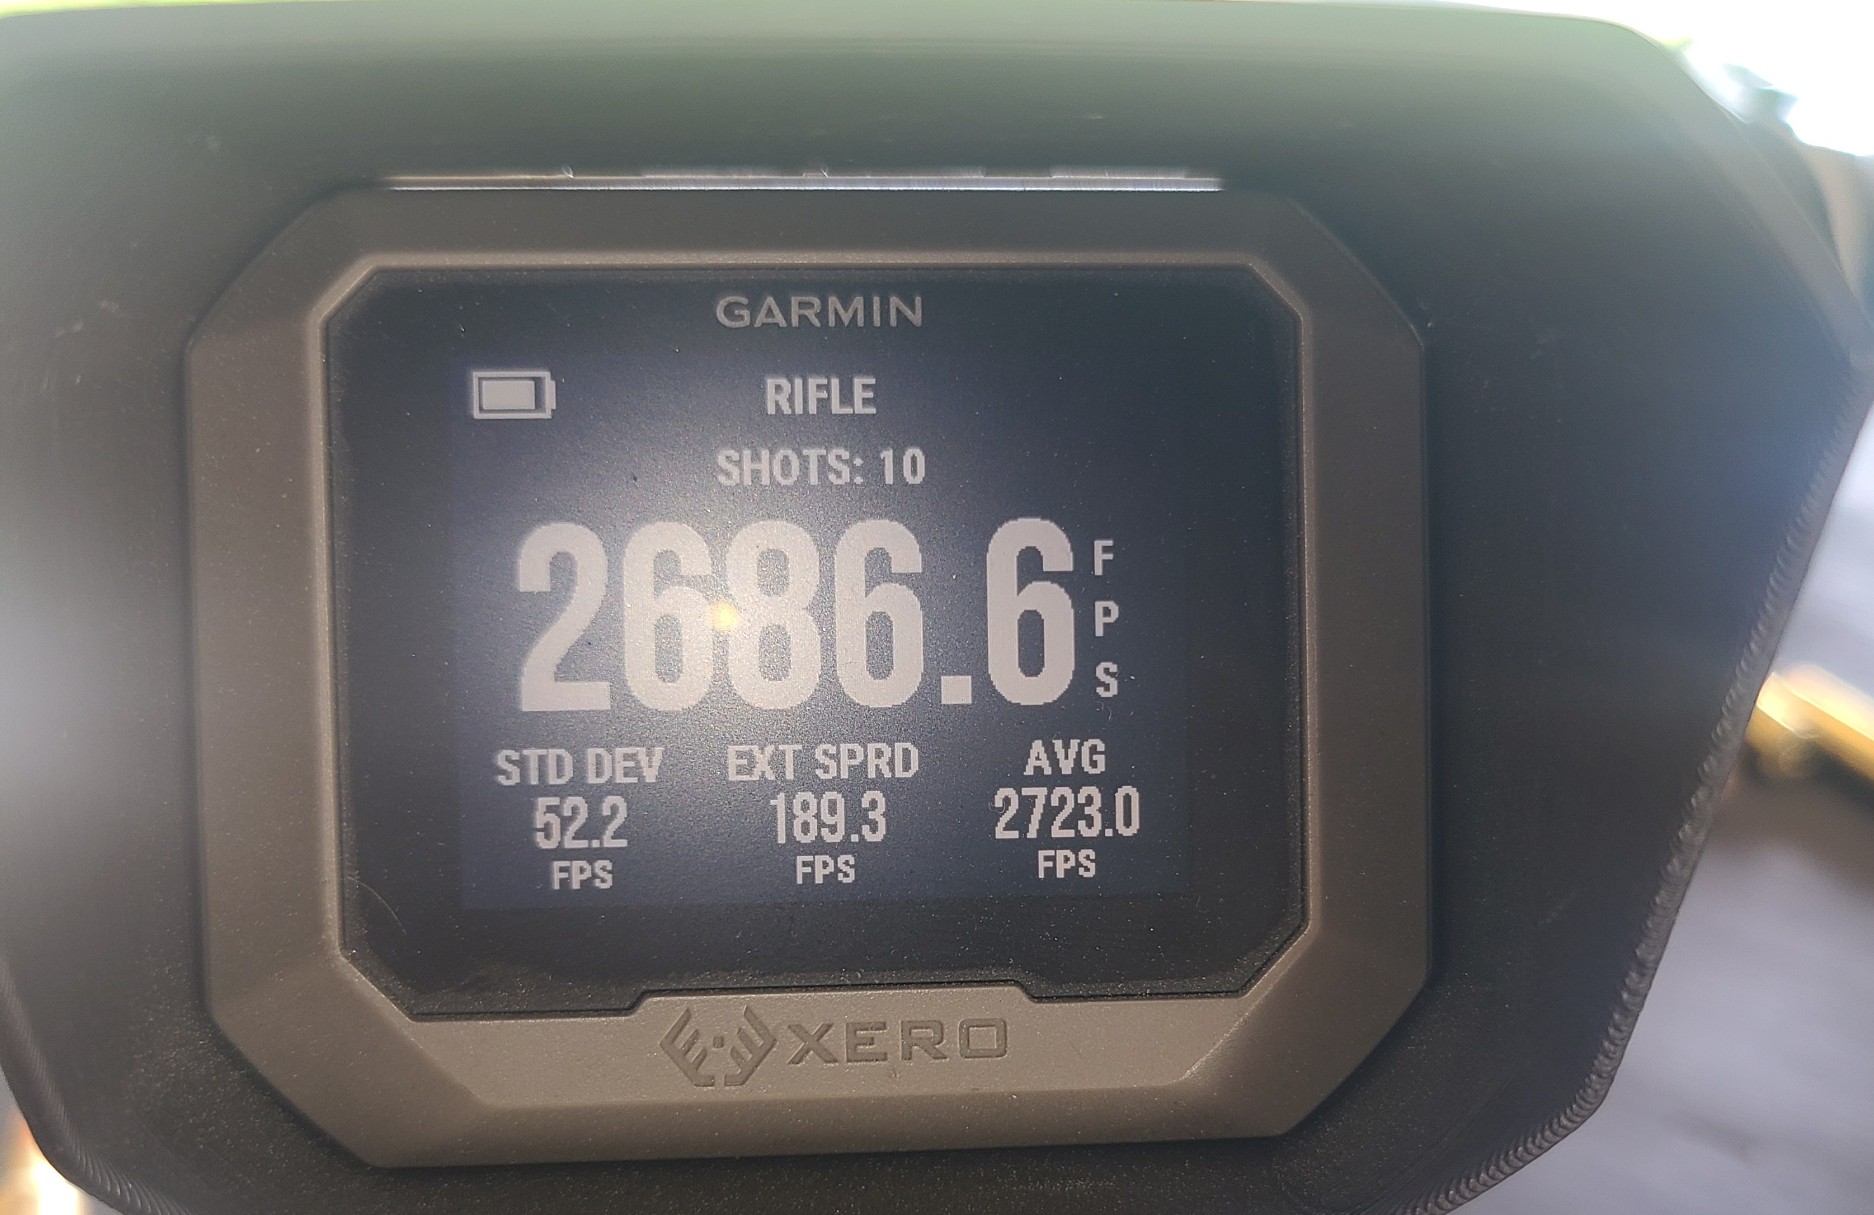 GARMIN
RIFLE
SHOTS: 10
2686.6 FPS
STD DEV EXT SPRD AVG
52.2 189.3 2723.0
FPS FPS FPS
XERO